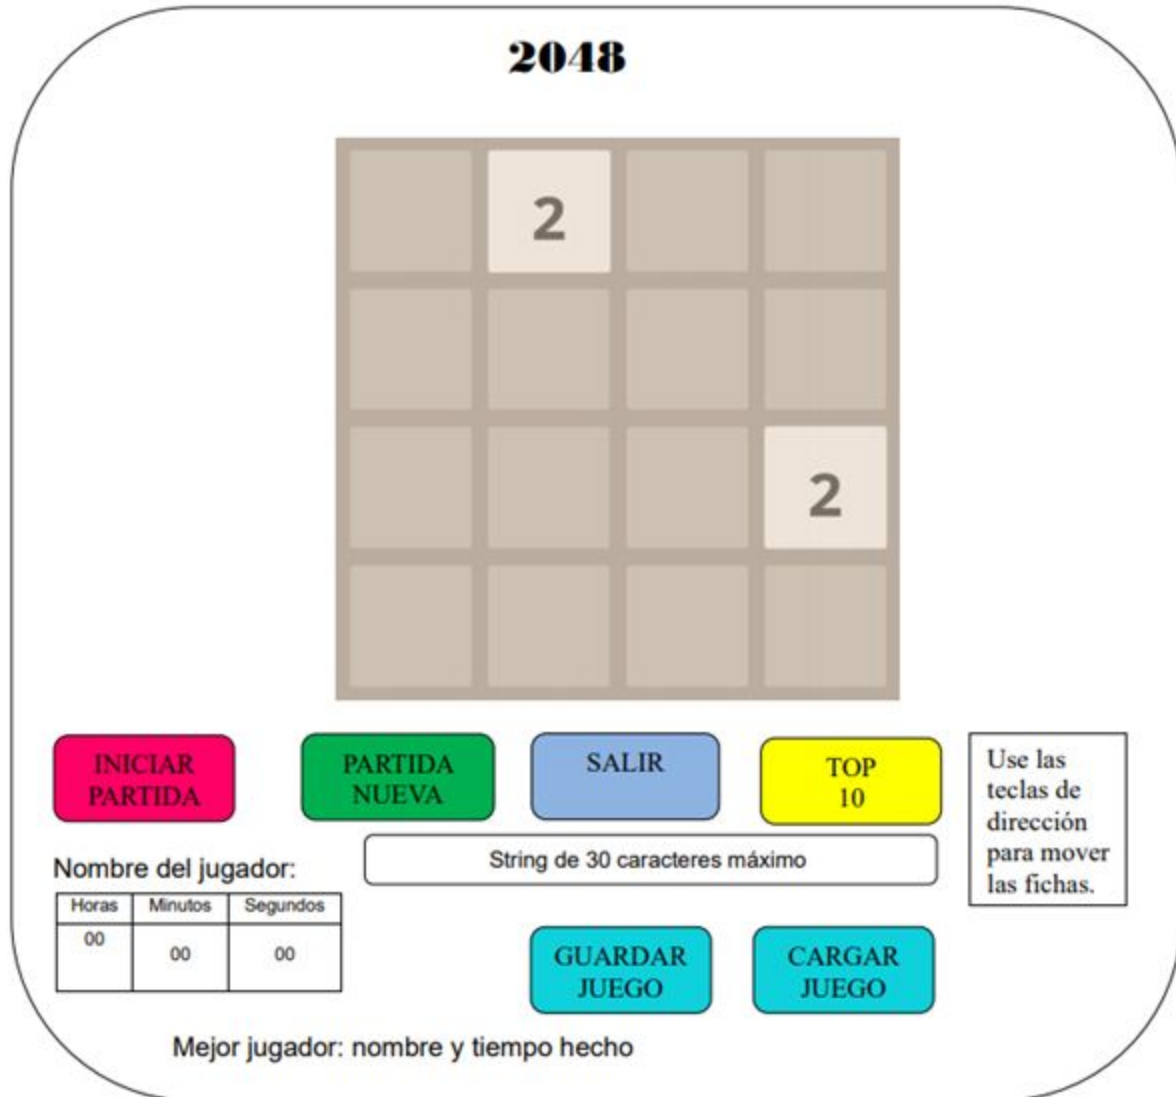 2048
2
2
INICIAR
PARTIDA
PARTIDA
NUEVA
SALIR
TOP
10
Use las
teclas de
dirección
para mover
las fichas.
Nombre del jugador:
String de 30 caracteres máximo
Horas Minutos Segundos
00 00 00
GUARDAR
JUEGO
CARGAR
JUEGO
Mejor jugador: nombre y tiempo hecho